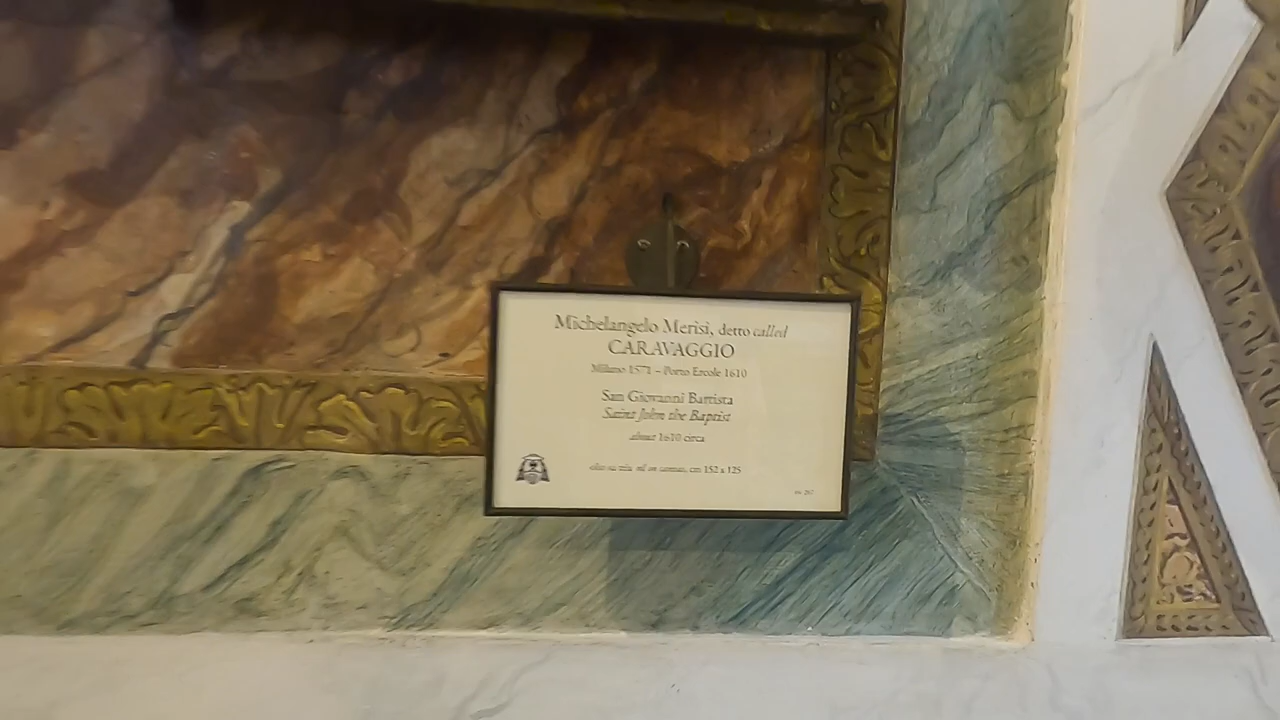 Michelangelo Merisi, detto called
CARAVAGGIO
Milano 1571 – Porto Ercole 1610
San Giovanni Battista
Saint John the Baptist
about 1610 circa
olio su tela oil on canvas, cm 152 x 125